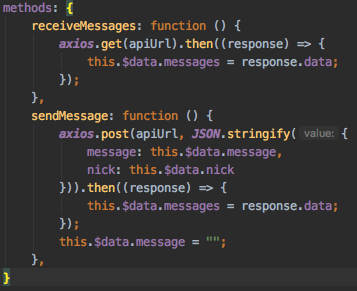 methods: {
    receiveMessages: function () {
        axios.get(apiUrl).then((response) => {
            this.$data.messages = response.data;
        });
    },
    sendMessage: function () {
        axios.post(apiUrl, JSON.stringify( value: {
            message: this.$data.message,
            nick: this.$data.nick
        })).then((response) => {
            this.$data.messages = response.data;
        });
        this.$data.message = "";
    },
}